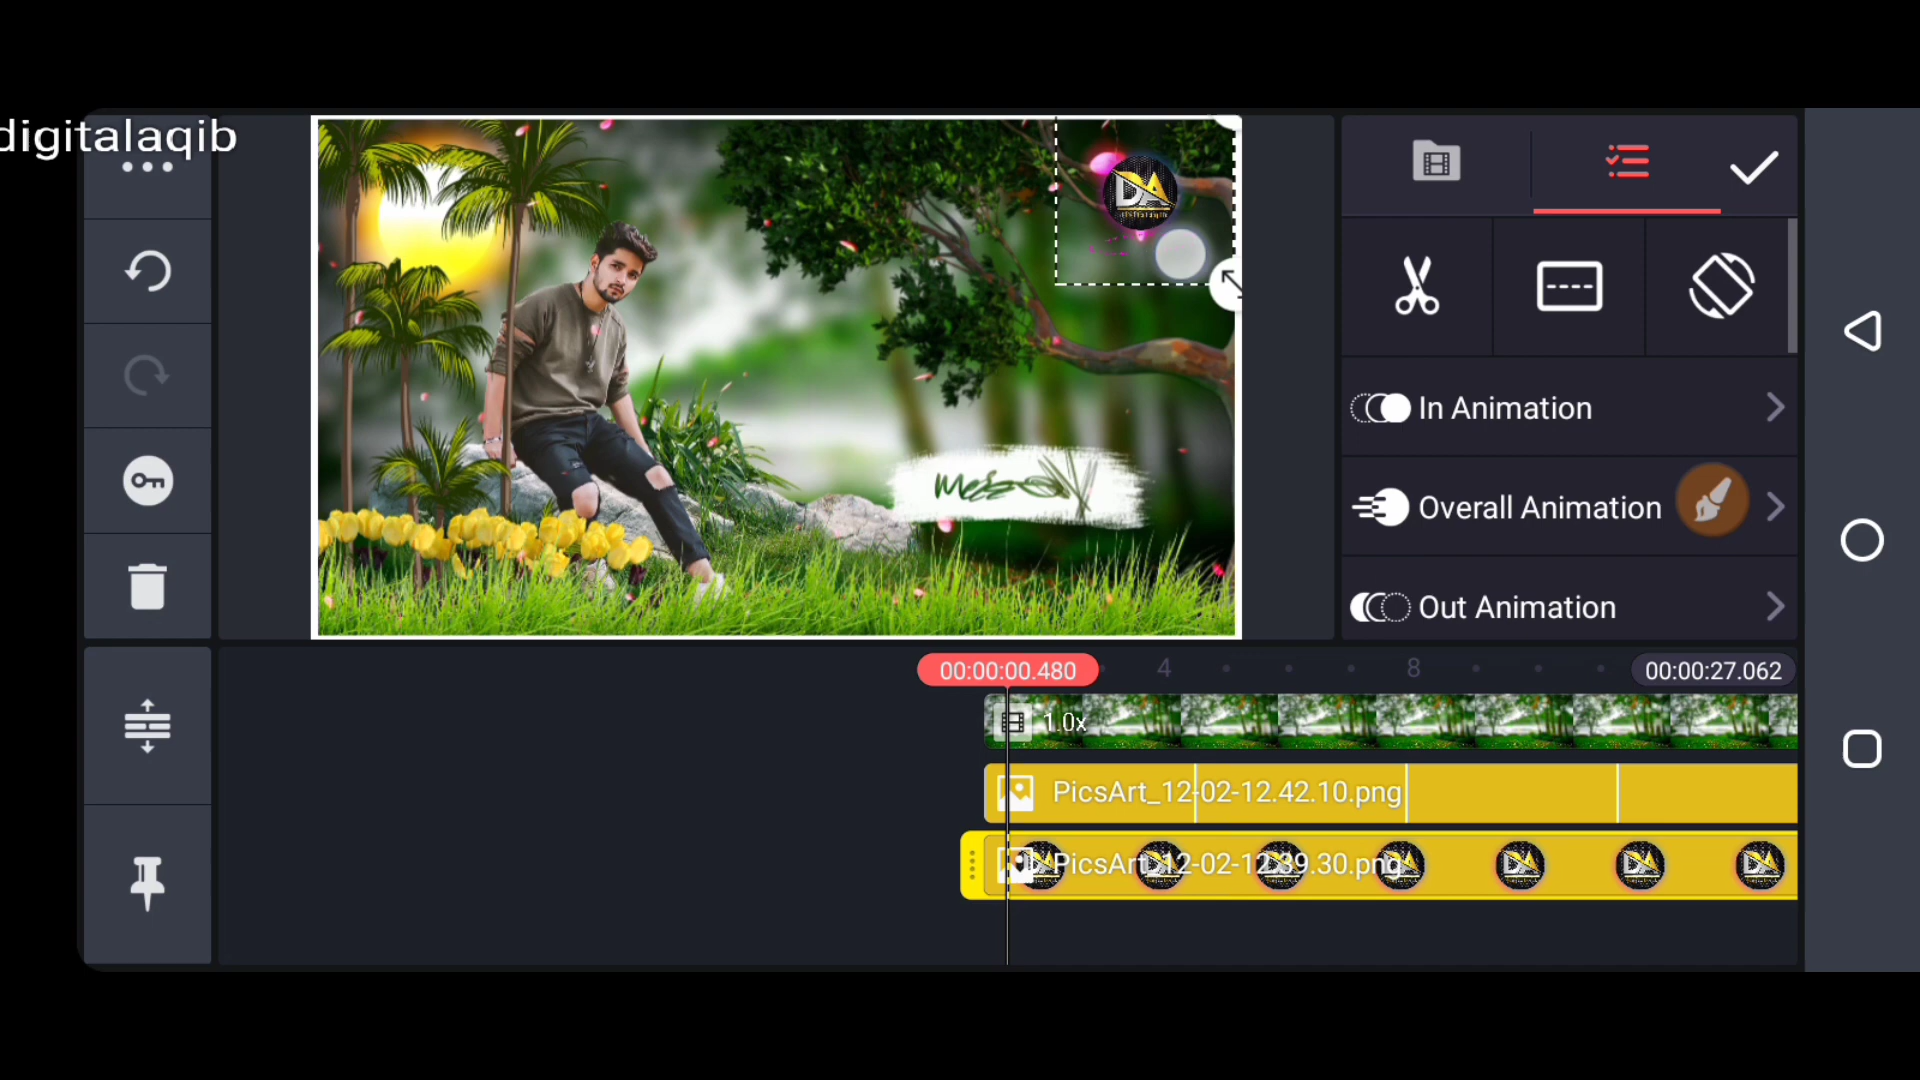 digitalaqib
DA
In Animation
Overall Animation
Out Animation
00:00:00.480
4
8
00:00:27.062
1.0x
PicsArt_12-02-12.42.10.png
PicsArt_12-02-12.39.30.png